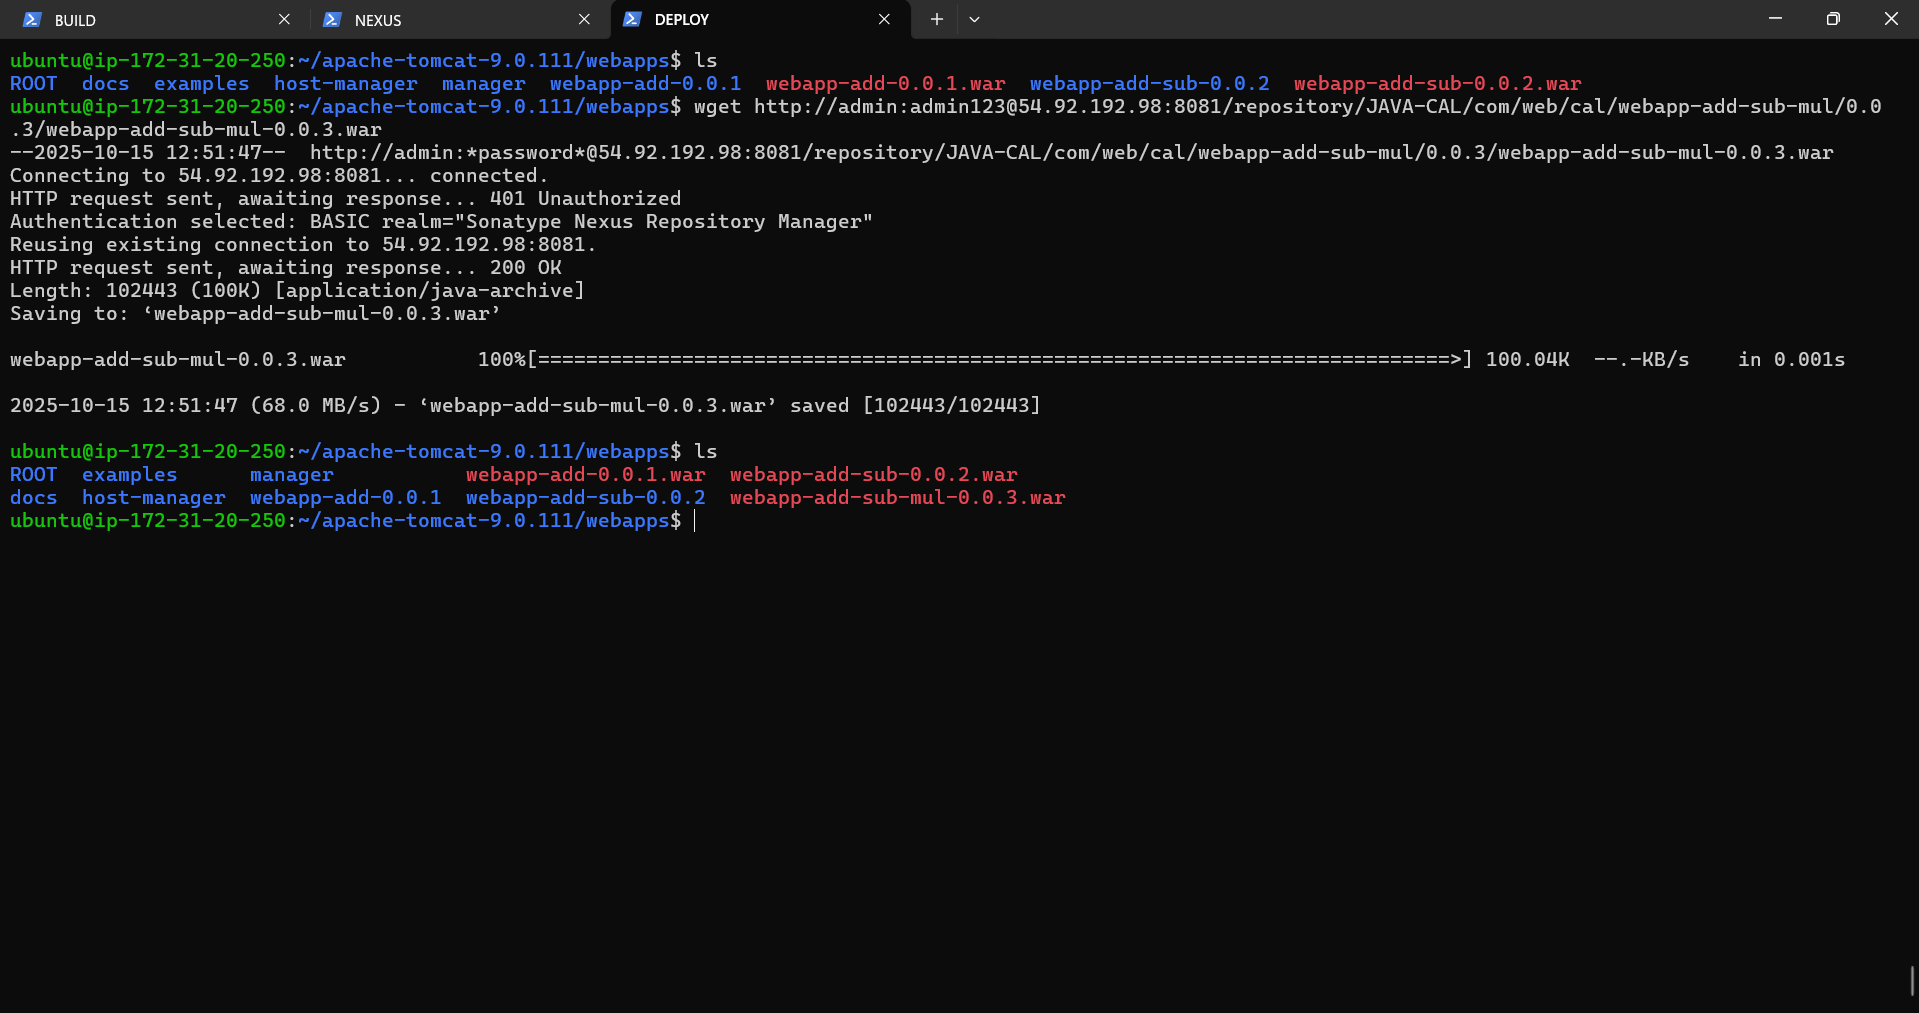 BUILD NEXUS DEPLOY
ubuntu@ip-172-31-20-250:~/apache-tomcat-9.0.111/webapps$ ls
ROOT docs examples host-manager manager webapp-add-0.0.1 webapp-add-0.0.1.war webapp-add-sub-0.0.2 webapp-add-sub-0.0.2.war
ubuntu@ip-172-31-20-250:~/apache-tomcat-9.0.111/webapps$ wget http://admin:admin123@54.92.192.98:8081/repository/JAVA-CAL/com/web/cal/webapp-add-sub-mul/0.0
.3/webapp-add-sub-mul-0.0.3.war
--2025-10-15 12:51:47-- http://admin:*password*@54.92.192.98:8081/repository/JAVA-CAL/com/web/cal/webapp-add-sub-mul/0.0.3/webapp-add-sub-mul-0.0.3.war
Connecting to 54.92.192.98:8081... connected.
HTTP request sent, awaiting response... 401 Unauthorized
Authentication selected: BASIC realm="Sonatype Nexus Repository Manager"
Reusing existing connection to 54.92.192.98:8081.
HTTP request sent, awaiting response... 200 OK
Length: 102443 (100K) [application/java-archive]
Saving to: ‘webapp-add-sub-mul-0.0.3.war’
webapp-add-sub-mul-0.0.3.war 100%[============================================================================>] 100.04K --.-KB/s in 0.001s
2025-10-15 12:51:47 (68.0 MB/s) - ‘webapp-add-sub-mul-0.0.3.war’ saved [102443/102443]
ubuntu@ip-172-31-20-250:~/apache-tomcat-9.0.111/webapps$ ls
ROOT examples manager webapp-add-0.0.1.war webapp-add-sub-0.0.2.war
docs host-manager webapp-add-0.0.1 webapp-add-sub-0.0.2 webapp-add-sub-mul-0.0.3.war
ubuntu@ip-172-31-20-250:~/apache-tomcat-9.0.111/webapps$